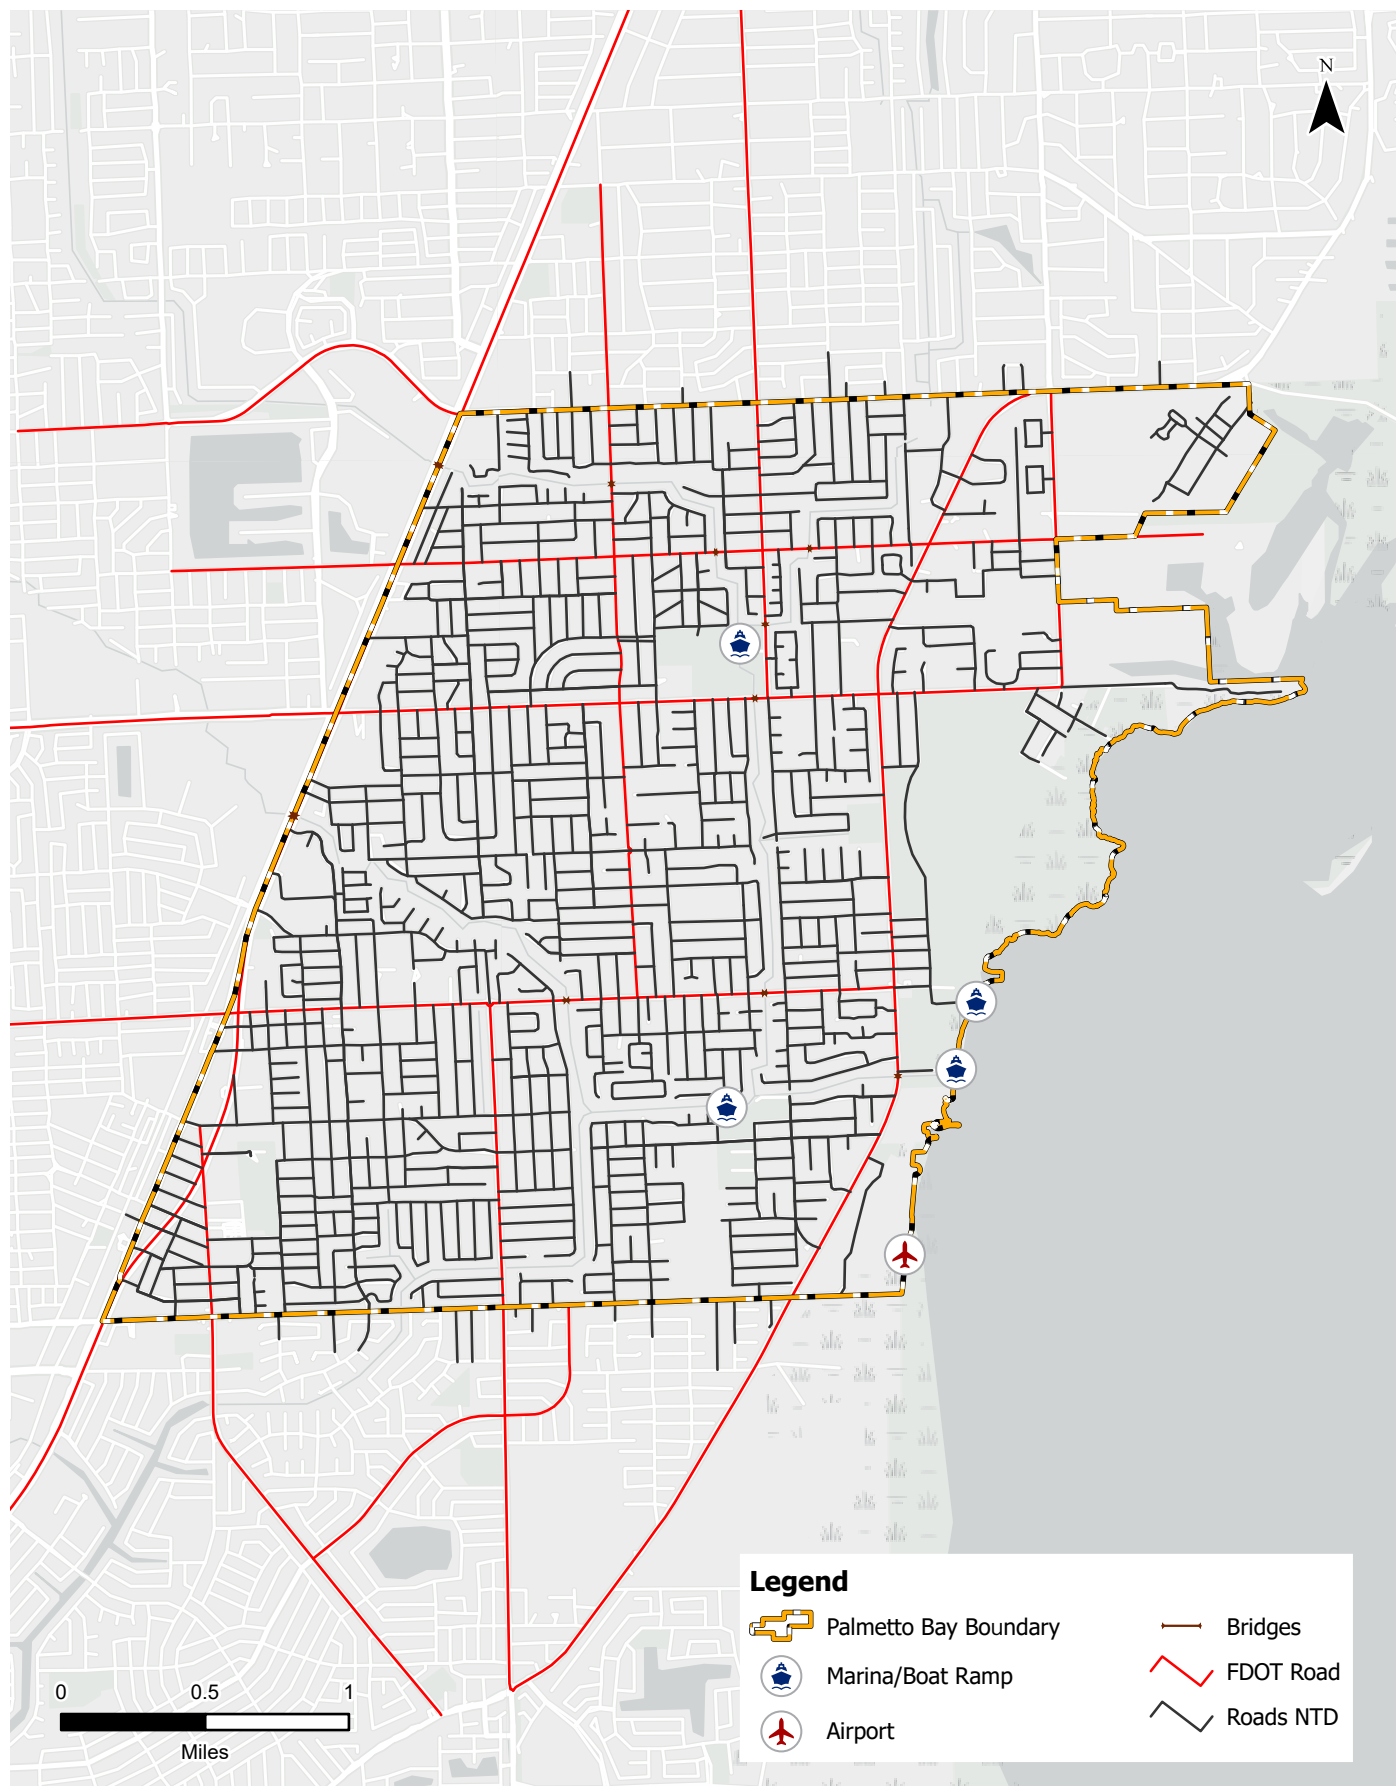 N
Legend
Palmetto Bay Boundary
Bridges
Marina/Boat Ramp
FDOT Road
Airport
Roads NTD
0 0.5 1
Miles